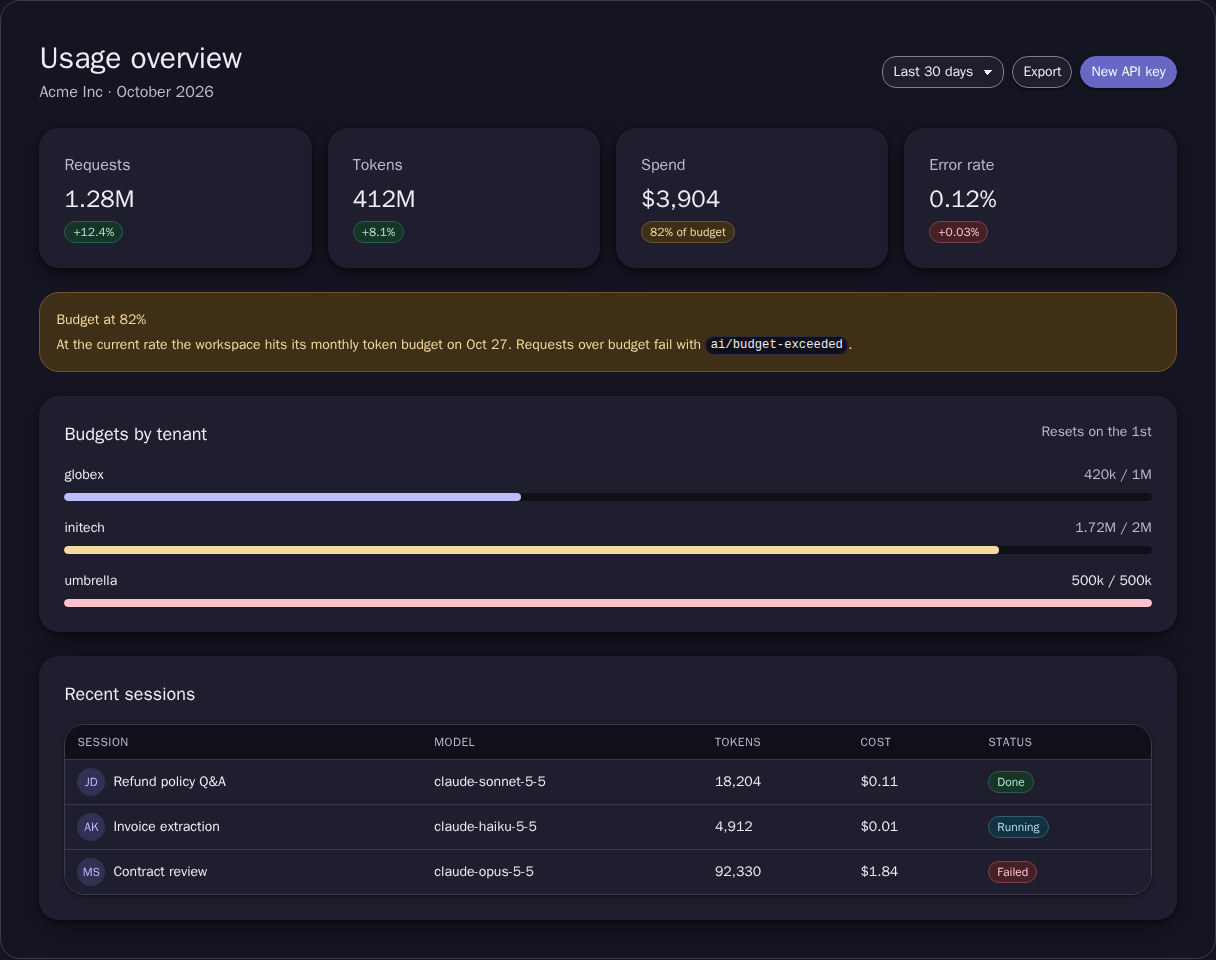 Usage overview
Acme Inc · October 2026
Last 30 days
Export
New API key
Requests
1.28M
+12.4%
Tokens
412M
+8.1%
Spend
$3,904
82% of budget
Error rate
0.12%
+0.03%
Budget at 82%
At the current rate the workspace hits its monthly token budget on Oct 27. Requests over budget fail with ai/budget-exceeded.
Budgets by tenant
Resets on the 1st
globex 420k / 1M
initech 1.72M / 2M
umbrella 500k / 500k
Recent sessions
SESSION MODEL TOKENS COST STATUS
JD Refund policy Q&A claude-sonnet-5-5 18,204 $0.11 Done
AK Invoice extraction claude-haiku-5-5 4,912 $0.01 Running
MS Contract review claude-opus-5-5 92,330 $1.84 Failed